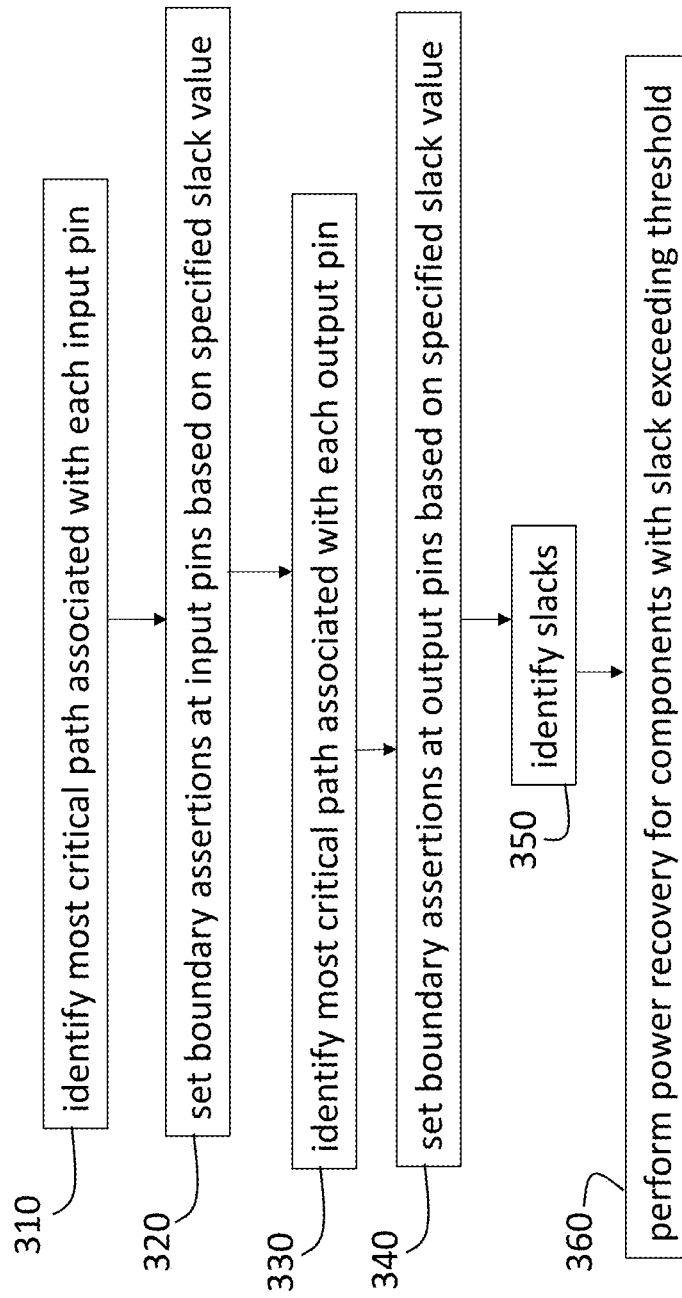 310
identify most critical path associated with each input pin
320
set boundary assertions at input pins based on specified slack value
330
identify most critical path associated with each output pin
340
set boundary assertions at output pins based on specified slack value
350
identify slacks
360
perform power recovery for components with slack exceeding threshold